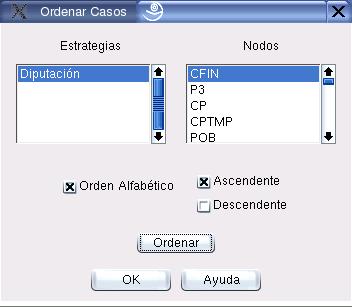 Ordenar Casos
Estrategias
Nodos
Diputación
CFIN
P3
CP
CPTMP
POB
Orden Alfabético
Ascendente
Descendente
Ordenar
OK
Ayuda